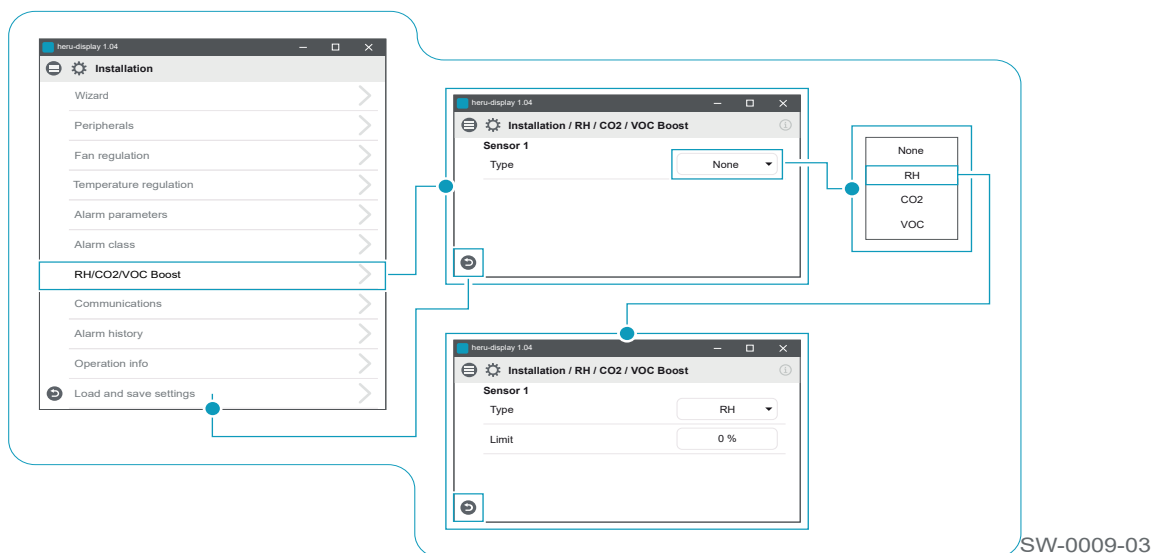 heru-display 1.04
Installation
Wizard
Peripherals
Fan regulation
Temperature regulation
Alarm parameters
Alarm class
RH/CO2/VOC Boost
Communications
Alarm history
Operation info
Load and save settings
heru-display 1.04
Installation / RH / CO2 / VOC Boost
Sensor 1
Type None
None
RH
CO2
VOC
heru-display 1.04
Installation / RH / CO2 / VOC Boost
Sensor 1
Type RH
Limit 0 %
SW-0009-03